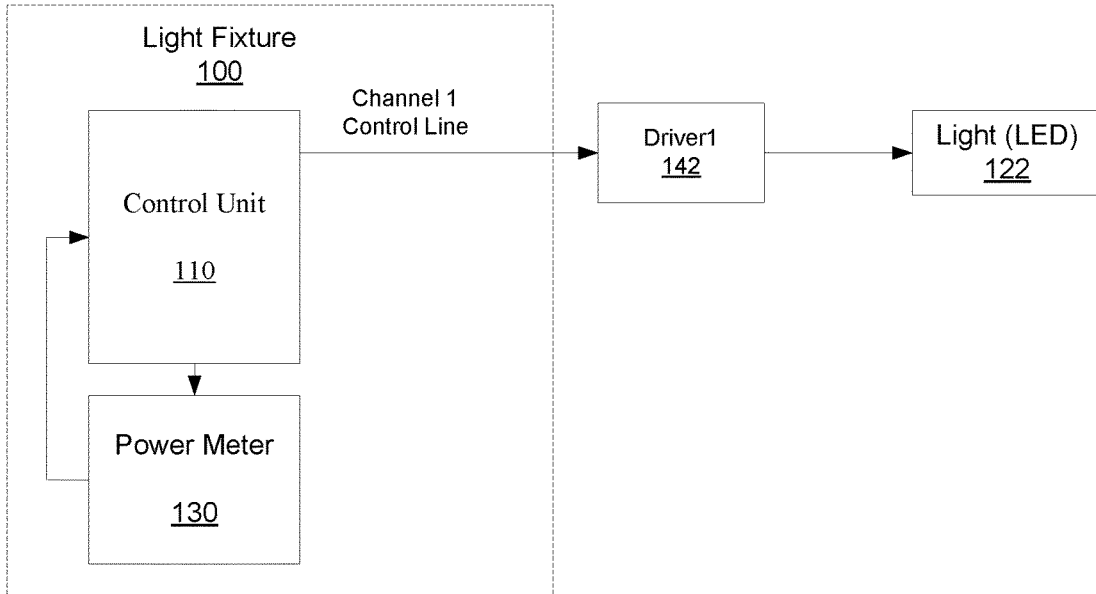 Light Fixture
100
Channel 1
Control Line
Control Unit
110
Driver1
142
Light (LED)
122
Power Meter
130